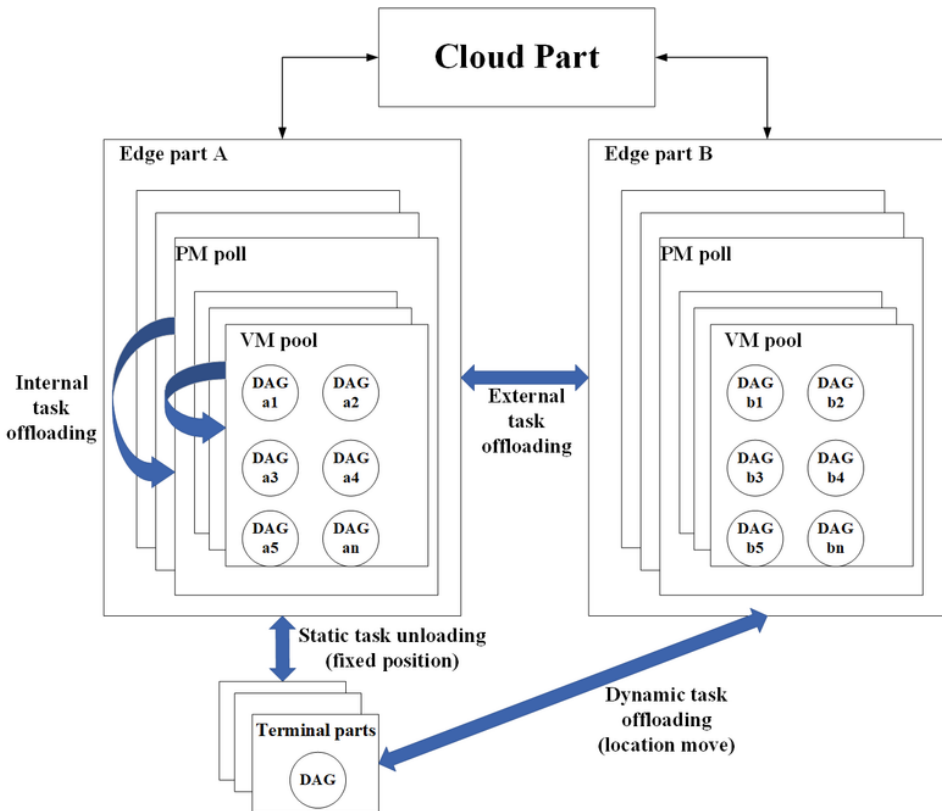 Cloud Part
Edge part A
PM poll
VM pool
DAG
a1
DAG
a2
DAG
a3
DAG
a4
DAG
a5
DAG
an
Internal
task
offloading
External
task
offloading
Edge part B
PM poll
VM pool
DAG
b1
DAG
b2
DAG
b3
DAG
b4
DAG
b5
DAG
bn
Static task unloading
(fixed position)
Terminal parts
DAG
Dynamic task
offloading
(location move)